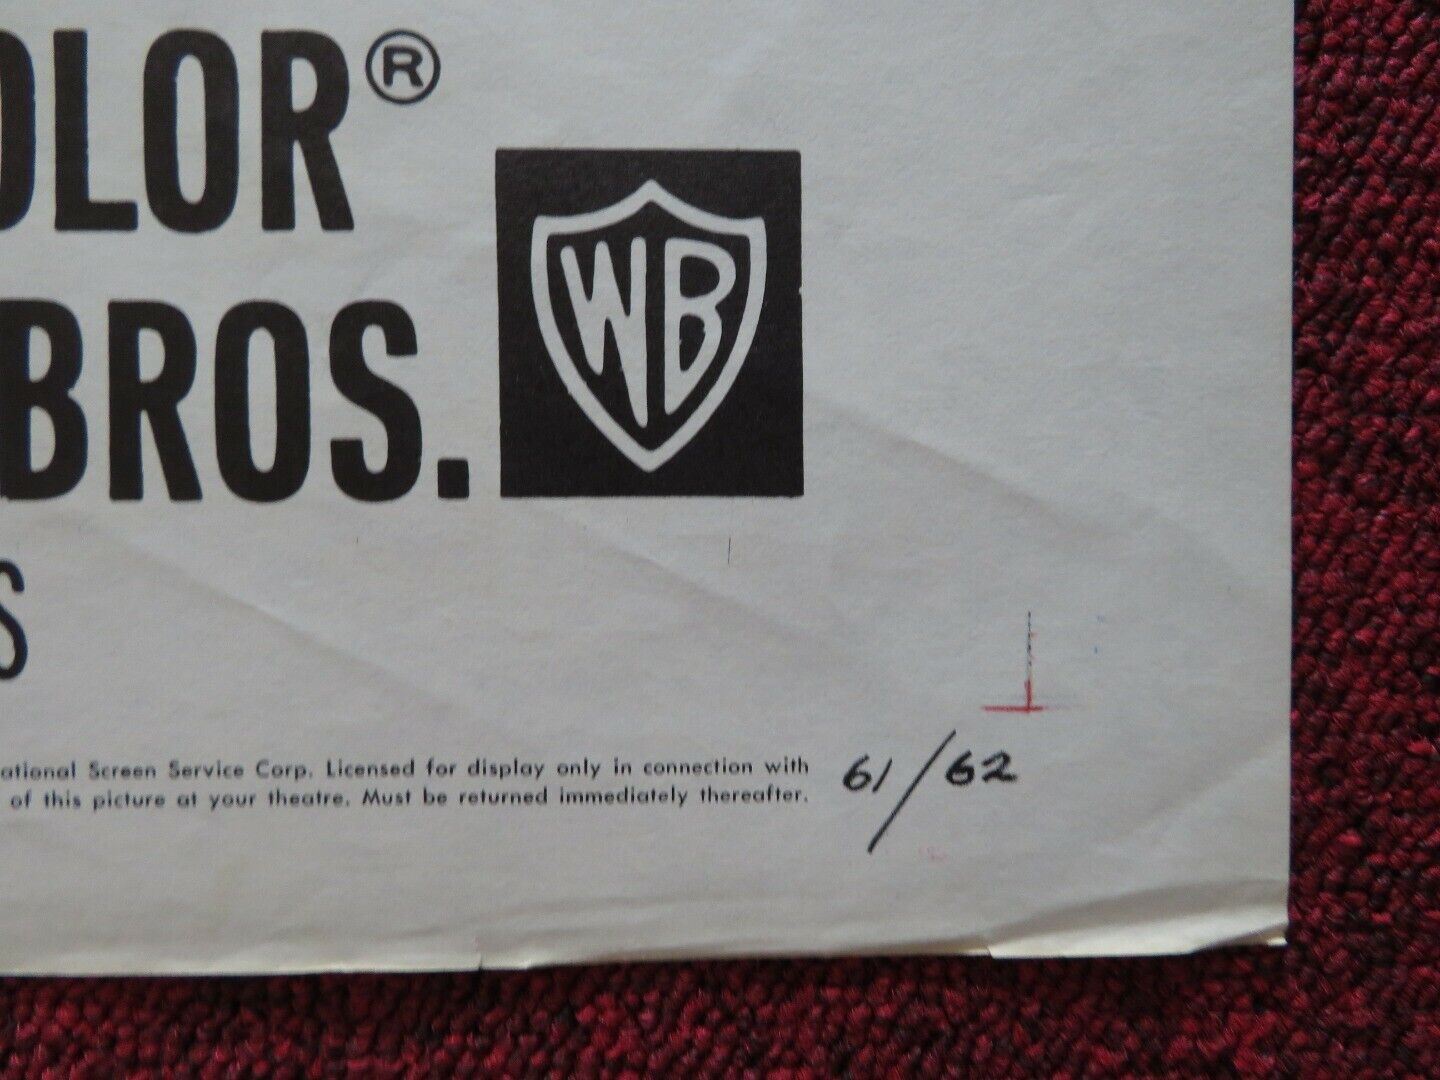 OLOR®
BROS.
WB
S
ational Screen Service Corp. Licensed for display only in connection with
of this picture at your theatre. Must be returned immediately thereafter.
61/62